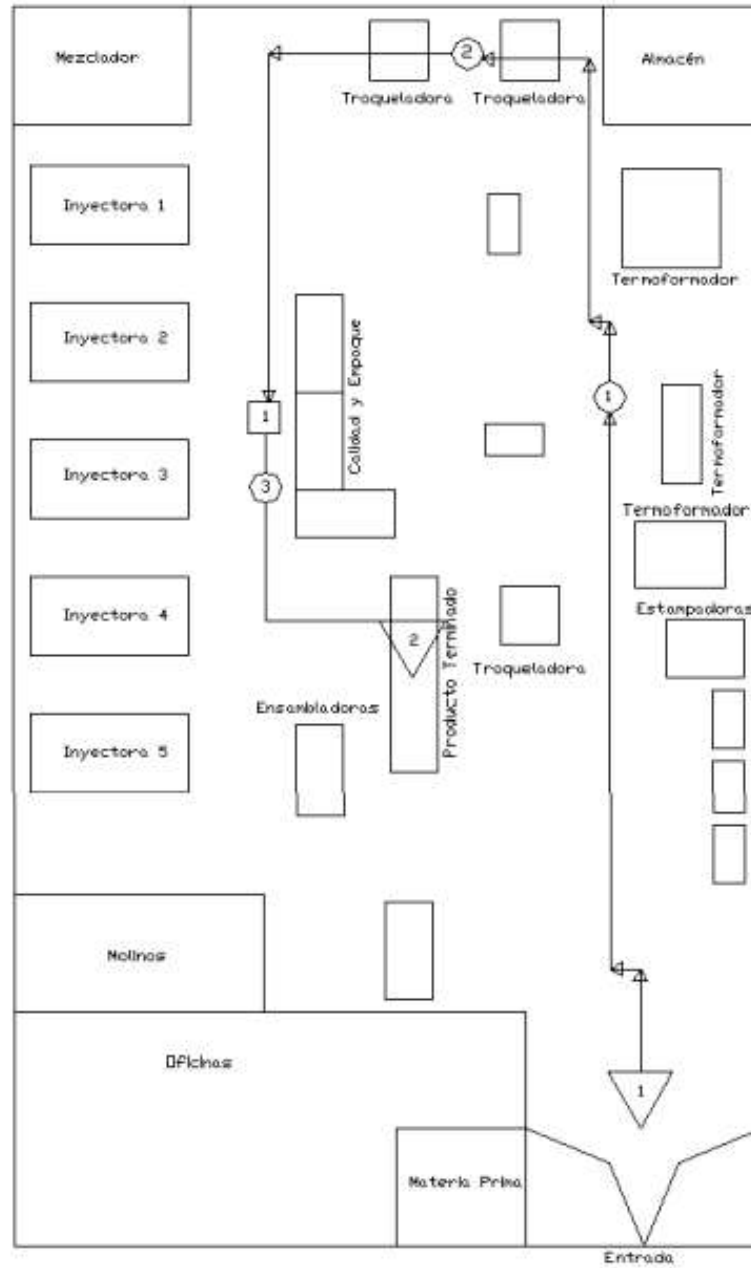 Mezclador
2
Almacén
Troqueladora
Troqueladora
Inyectora 1
Termoformador
Inyectora 2
Calidad y Empaque
1
1
Termoformador
Inyectora 3
3
Termoformador
Inyectora 4
Estampadoras
2
Troqueladora
Producto Terminado
Ensambladoras
Inyectora 5
Molinos
Oficinas
1
Materia Prima
Entrada